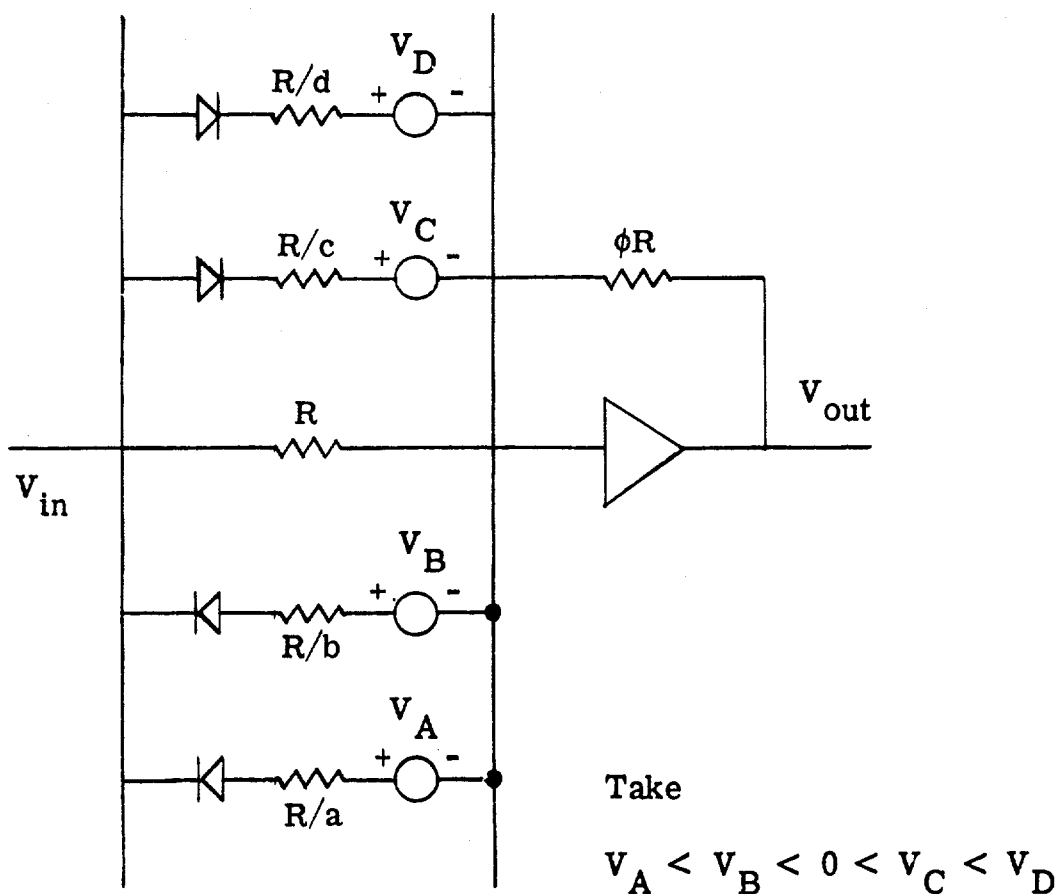 V_D
R/d
+ -
V_C
R/c
+ -
φR
R
V_out
V_in
V_B
+ -
R/b
V_A
+ -
R/a
Take
V_A < V_B < 0 < V_C < V_D